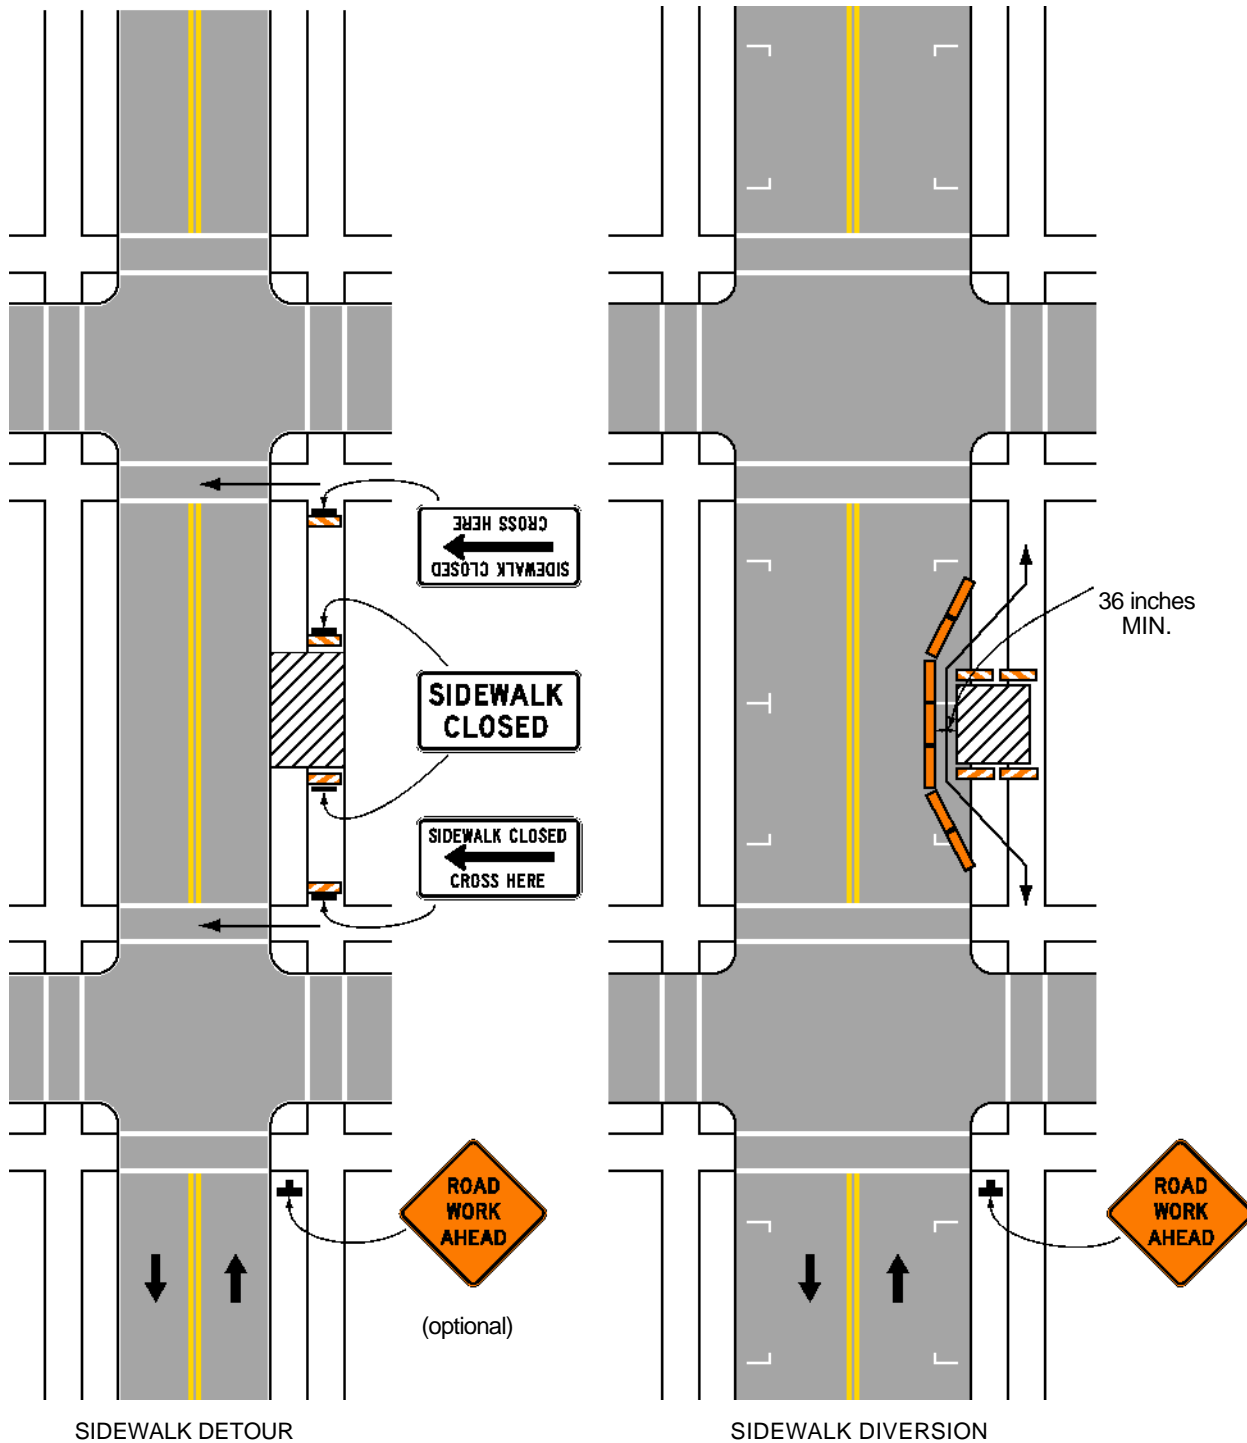 CROSS HERE
SIDEWALK CLOSED
SIDEWALK
CLOSED
SIDEWALK CLOSED
CROSS HERE
36 inches
MIN.
ROAD
WORK
AHEAD
(optional)
ROAD
WORK
AHEAD
SIDEWALK DETOUR
SIDEWALK DIVERSION